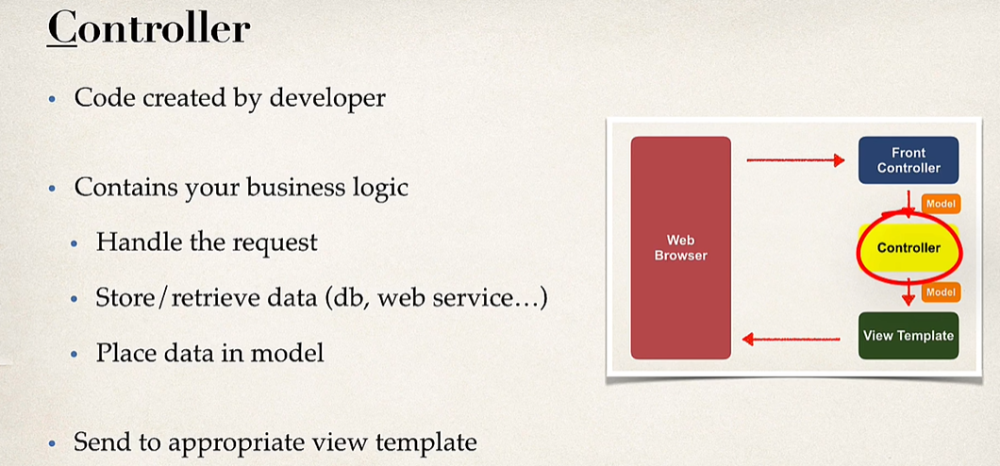 Controller
• Code created by developer
• Contains your business logic
• Handle the request
• Store/retrieve data (db, web service…)
• Place data in model
• Send to appropriate view template
Web
Browser
Front
Controller
Model
Controller
Model
View Template